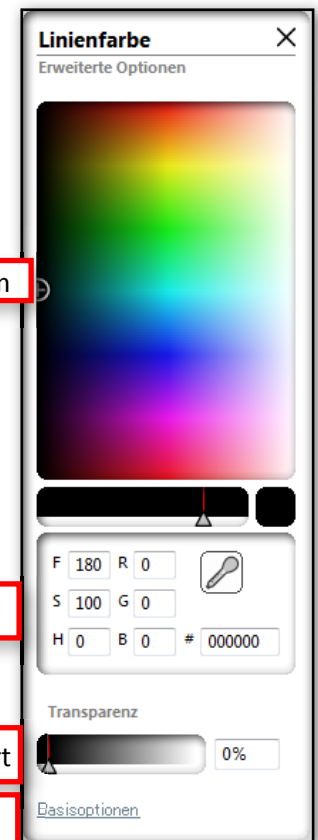 Linienfarbe
Erweiterte Optionen
F 180 R 0
S 100 G 0
H 0 B 0 # 000000
Transparenz
0%
Basisoptionen